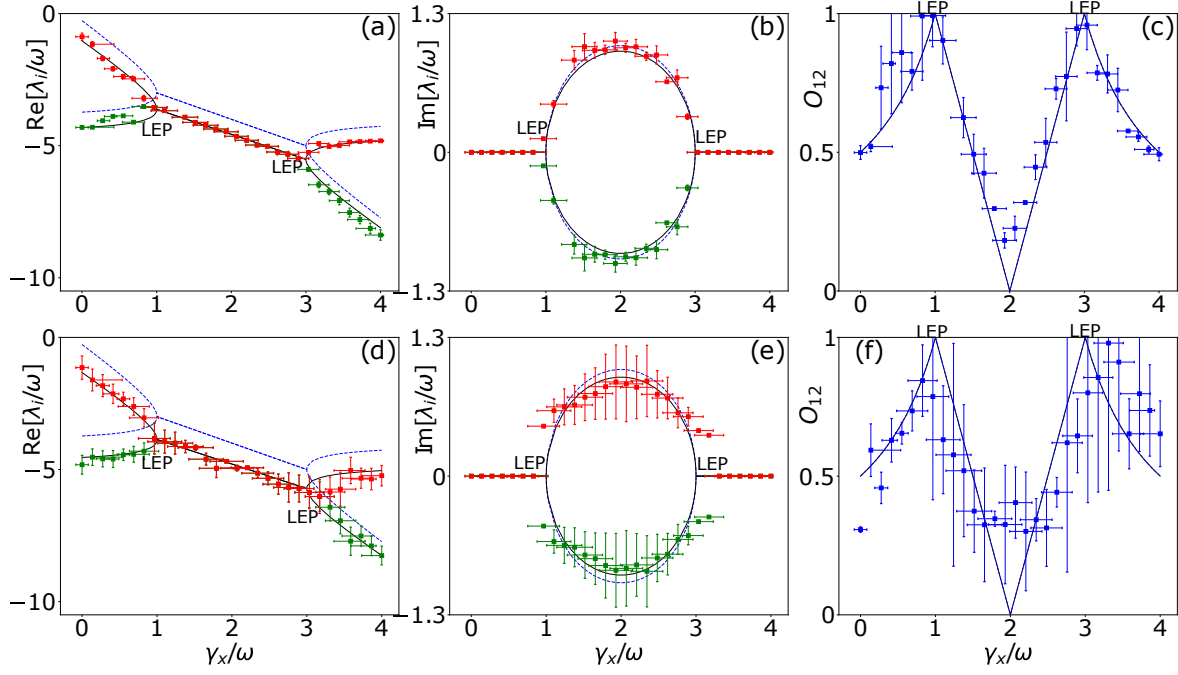 0
−5
−10
Re[λi/ω]
(a)
LEP
LEP
0
1
2
3
4
1.3
0
−1.3
Im[λi/ω]
(b)
LEP
LEP
0
1
2
3
4
1
0.5
0
O12
(c)
LEP
LEP
0
1
2
3
4
0
−5
−10
Re[λi/ω]
(d)
LEP
LEP
0
1
2
3
4
γx/ω
1.3
0
−1.3
Im[λi/ω]
(e)
LEP
LEP
0
1
2
3
4
γx/ω
1
0.5
0
O12
(f)
LEP
LEP
0
1
2
3
4
γx/ω